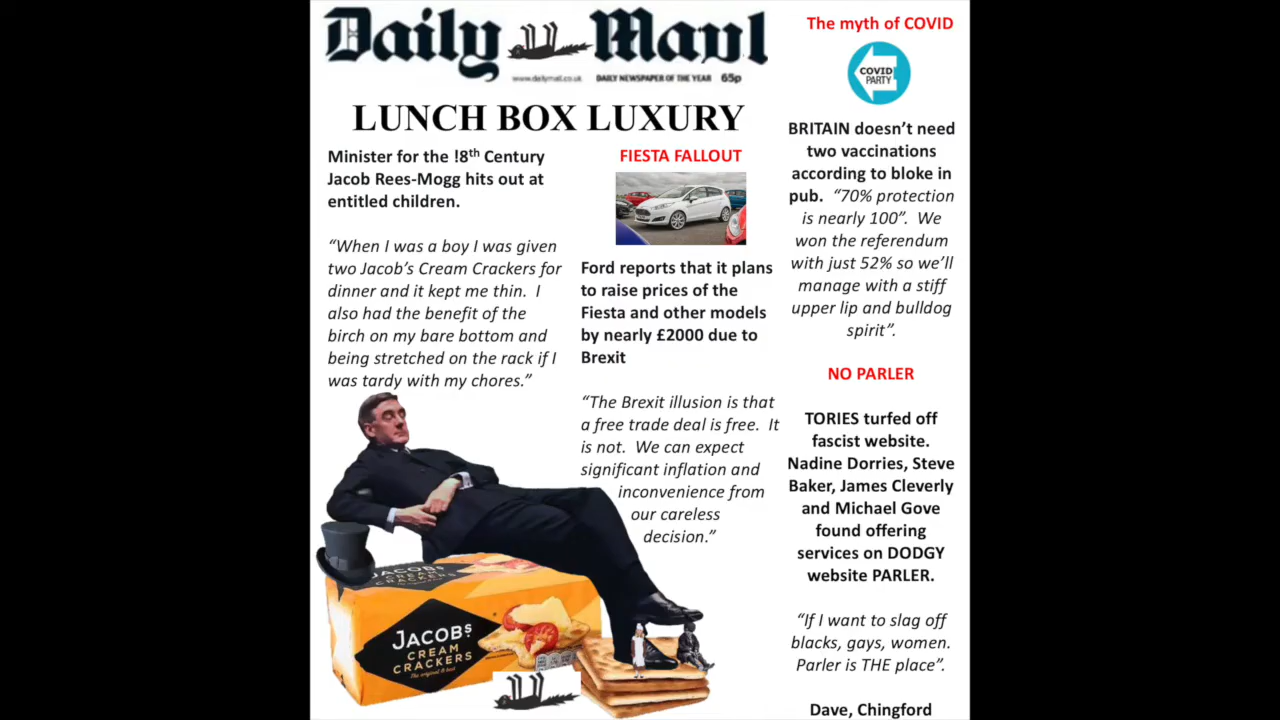 Daily Mayl
www.dailymail.co.uk DAILY NEWSPAPER OF THE YEAR 65p
LUNCH BOX LUXURY
Minister for the !8th Century
Jacob Rees-Mogg hits out at
entitled children.
“When I was a boy I was given
two Jacob’s Cream Crackers for
dinner and it kept me thin. I
also had the benefit of the
birch on my bare bottom and
being stretched on the rack if I
was tardy with my chores.”
JACOBS
CREAM
CRACKERS
JACOBS
CREAM
CRACKERS
The original & best
FIESTA FALLOUT
Ford reports that it plans
to raise prices of the
Fiesta and other models
by nearly £2000 due to
Brexit
“The Brexit illusion is that
a free trade deal is free. It
is not. We can expect
significant inflation and
inconvenience from
our careless
decision.”
The myth of COVID
COVID
PARTY
BRITAIN doesn’t need
two vaccinations
according to bloke in
pub. “70% protection
is nearly 100”. We
won the referendum
with just 52% so we’ll
manage with a stiff
upper lip and bulldog
spirit”.
NO PARLER
TORIES turfed off
fascist website.
Nadine Dorries, Steve
Baker, James Cleverly
and Michael Gove
found offering
services on DODGY
website PARLER.
“If I want to slag off
blacks, gays, women.
Parler is THE place”.
Dave, Chingford